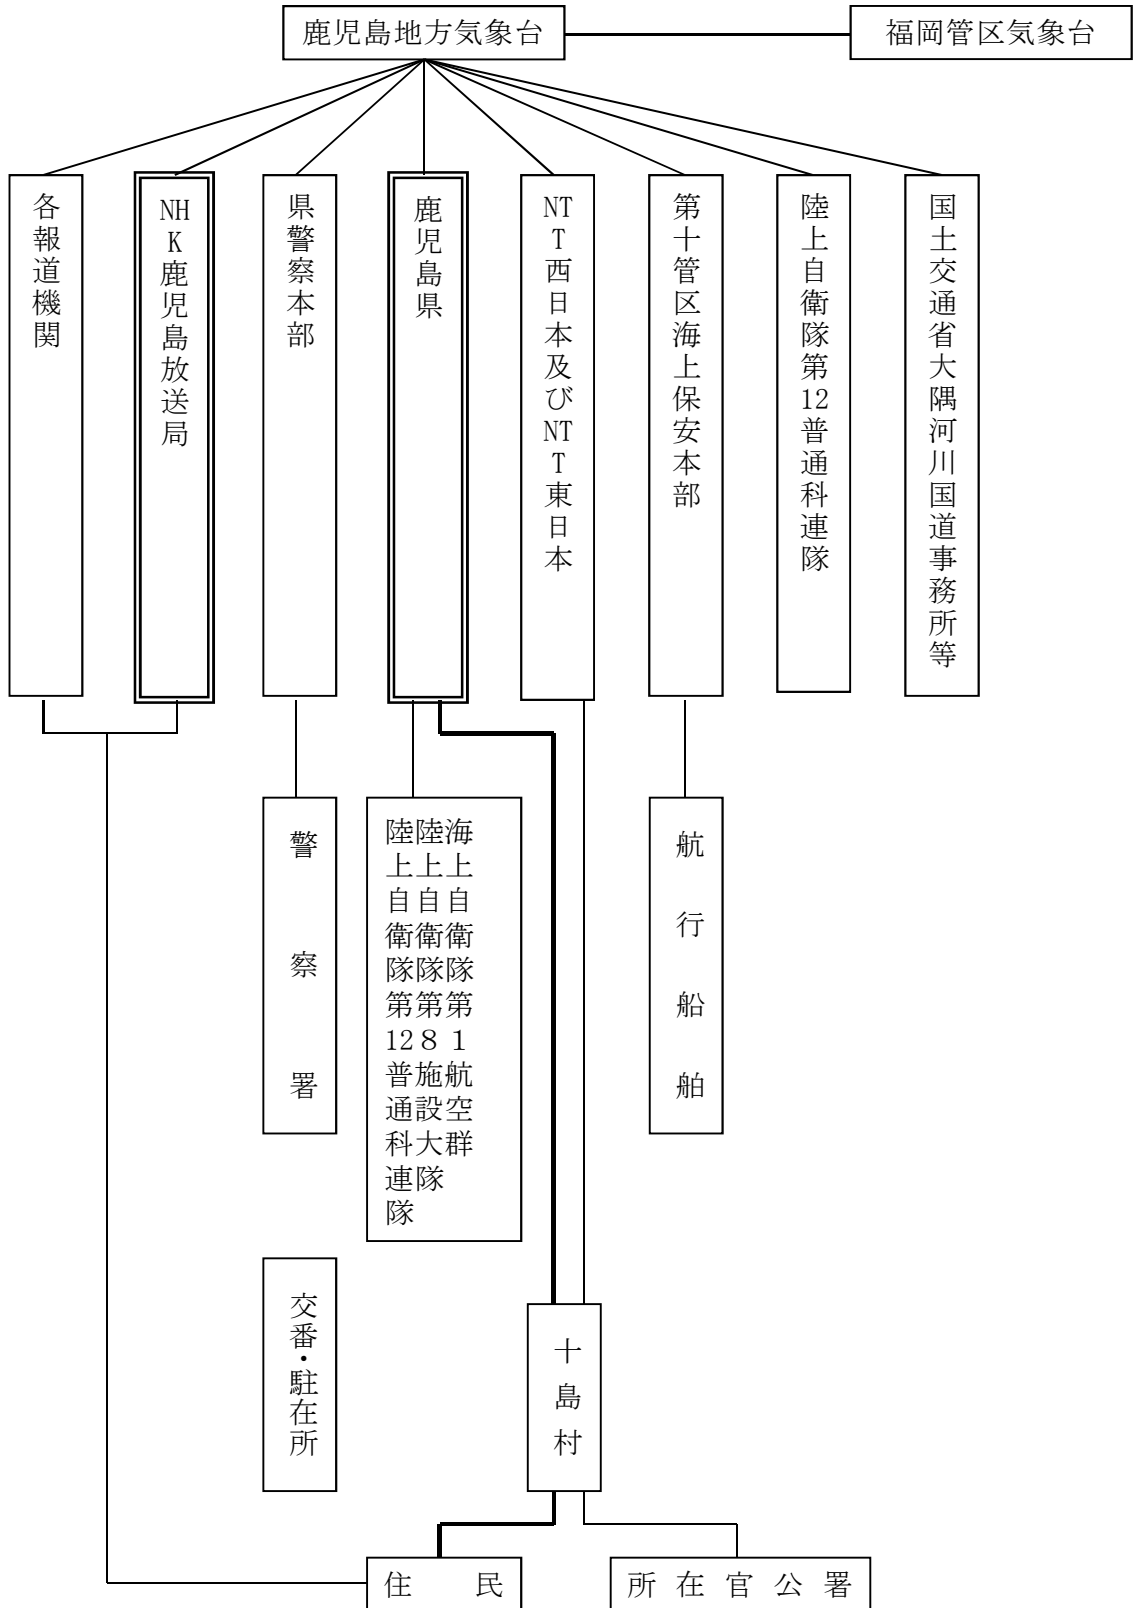 鹿児島地方気象台
福岡管区気象台
各報道機関
NHK鹿児島放送局
県警察本部
鹿児島県
NTT西日本及びNTT東日本
第十管区海上保安本部
陸上自衛隊第12普通科連隊
国土交通省大隅河川国道事務所等
警察署
海上自衛隊第1航空群
陸上自衛隊第8施設大隊
陸上自衛隊第12普通科連隊
航行船舶
交番・駐在所
十島村
住民
所在官公署